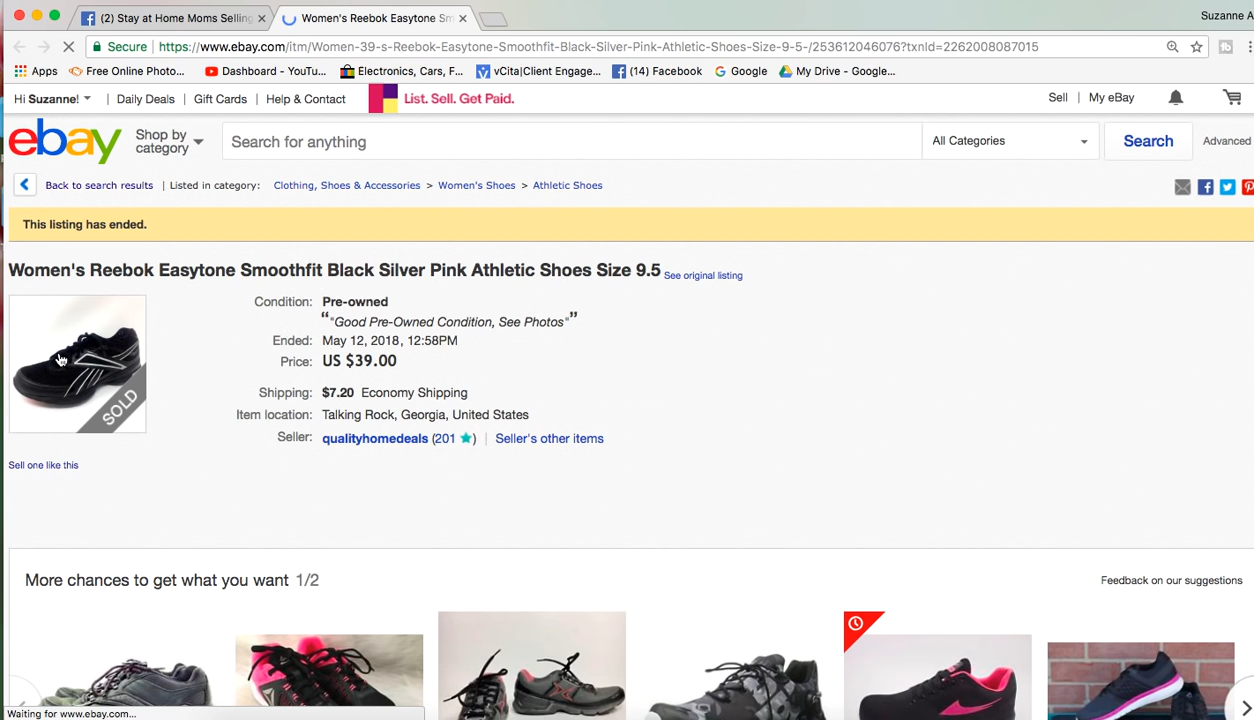 (2) Stay at Home Moms Selling
Women's Reebok Easytone Sm
Suzanne A
Secure
https://www.ebay.com/itm/Women-39-s-Reebok-Easytone-Smoothfit-Black-Silver-Pink-Athletic-Shoes-Size-9-5-/253612046076?txnId=2262008087015
Apps
Free Online Photo...
Dashboard - YouTu...
Electronics, Cars, F...
vCita|Client Engage...
(14) Facebook
Google
My Drive - Google...
Hi Suzanne!
Daily Deals
Gift Cards
Help & Contact
List. Sell. Get Paid.
Sell
My eBay
ebay
Shop by
category
Search for anything
All Categories
Search
Advanced
Back to search results
Listed in category:
Clothing, Shoes & Accessories > Women's Shoes > Athletic Shoes
This listing has ended.
Women's Reebok Easytone Smoothfit Black Silver Pink Athletic Shoes Size 9.5 See original listing
SOLD
Condition: Pre-owned
“"Good Pre-Owned Condition, See Photos"”
Ended: May 12, 2018, 12:58PM
Price: US $39.00
Shipping: $7.20 Economy Shipping
Item location: Talking Rock, Georgia, United States
Seller: qualityhomedeals (201) | Seller's other items
Sell one like this
More chances to get what you want 1/2
Feedback on our suggestions
Waiting for www.ebay.com...